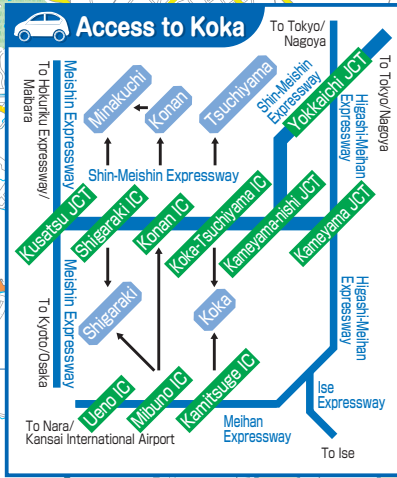 Access to Koka
To Tokyo/
Nagoya
To Hokuriku Expressway/
Maibara
Meishin Expressway
Minakuchi
Konan
Tsuchiyama
Shin-Meishin
Expressway
Yokkaichi JCT
To Tokyo/Nagoya
Higashi-Meihan
Expressway
Shin-Meishin Expressway
Kusatsu JCT
Shigaraki IC
Konan IC
Koka-Tsuchiyama IC
Kameyama-nishi JCT
Kameyama JCT
To Kyoto/Osaka
Meishin Expressway
Shigaraki
Koka
Higashi-Meihan
Expressway
Ueno IC
Mibuno IC
Kamitsuge IC
Ise
Expressway
To Nara/
Kansai International Airport
Meihan
Expressway
To Ise